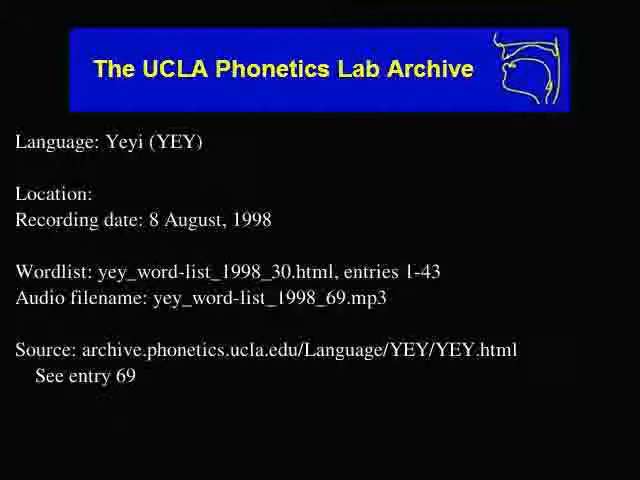 The UCLA Phonetics Lab Archive
Language: Yeyi (YEY)
Location:
Recording date: 8 August, 1998
Wordlist: yey_word-list_1998_30.html, entries 1-43
Audio filename: yey_word-list_1998_69.mp3
Source: archive.phonetics.ucla.edu/Language/YEY/YEY.html
See entry 69